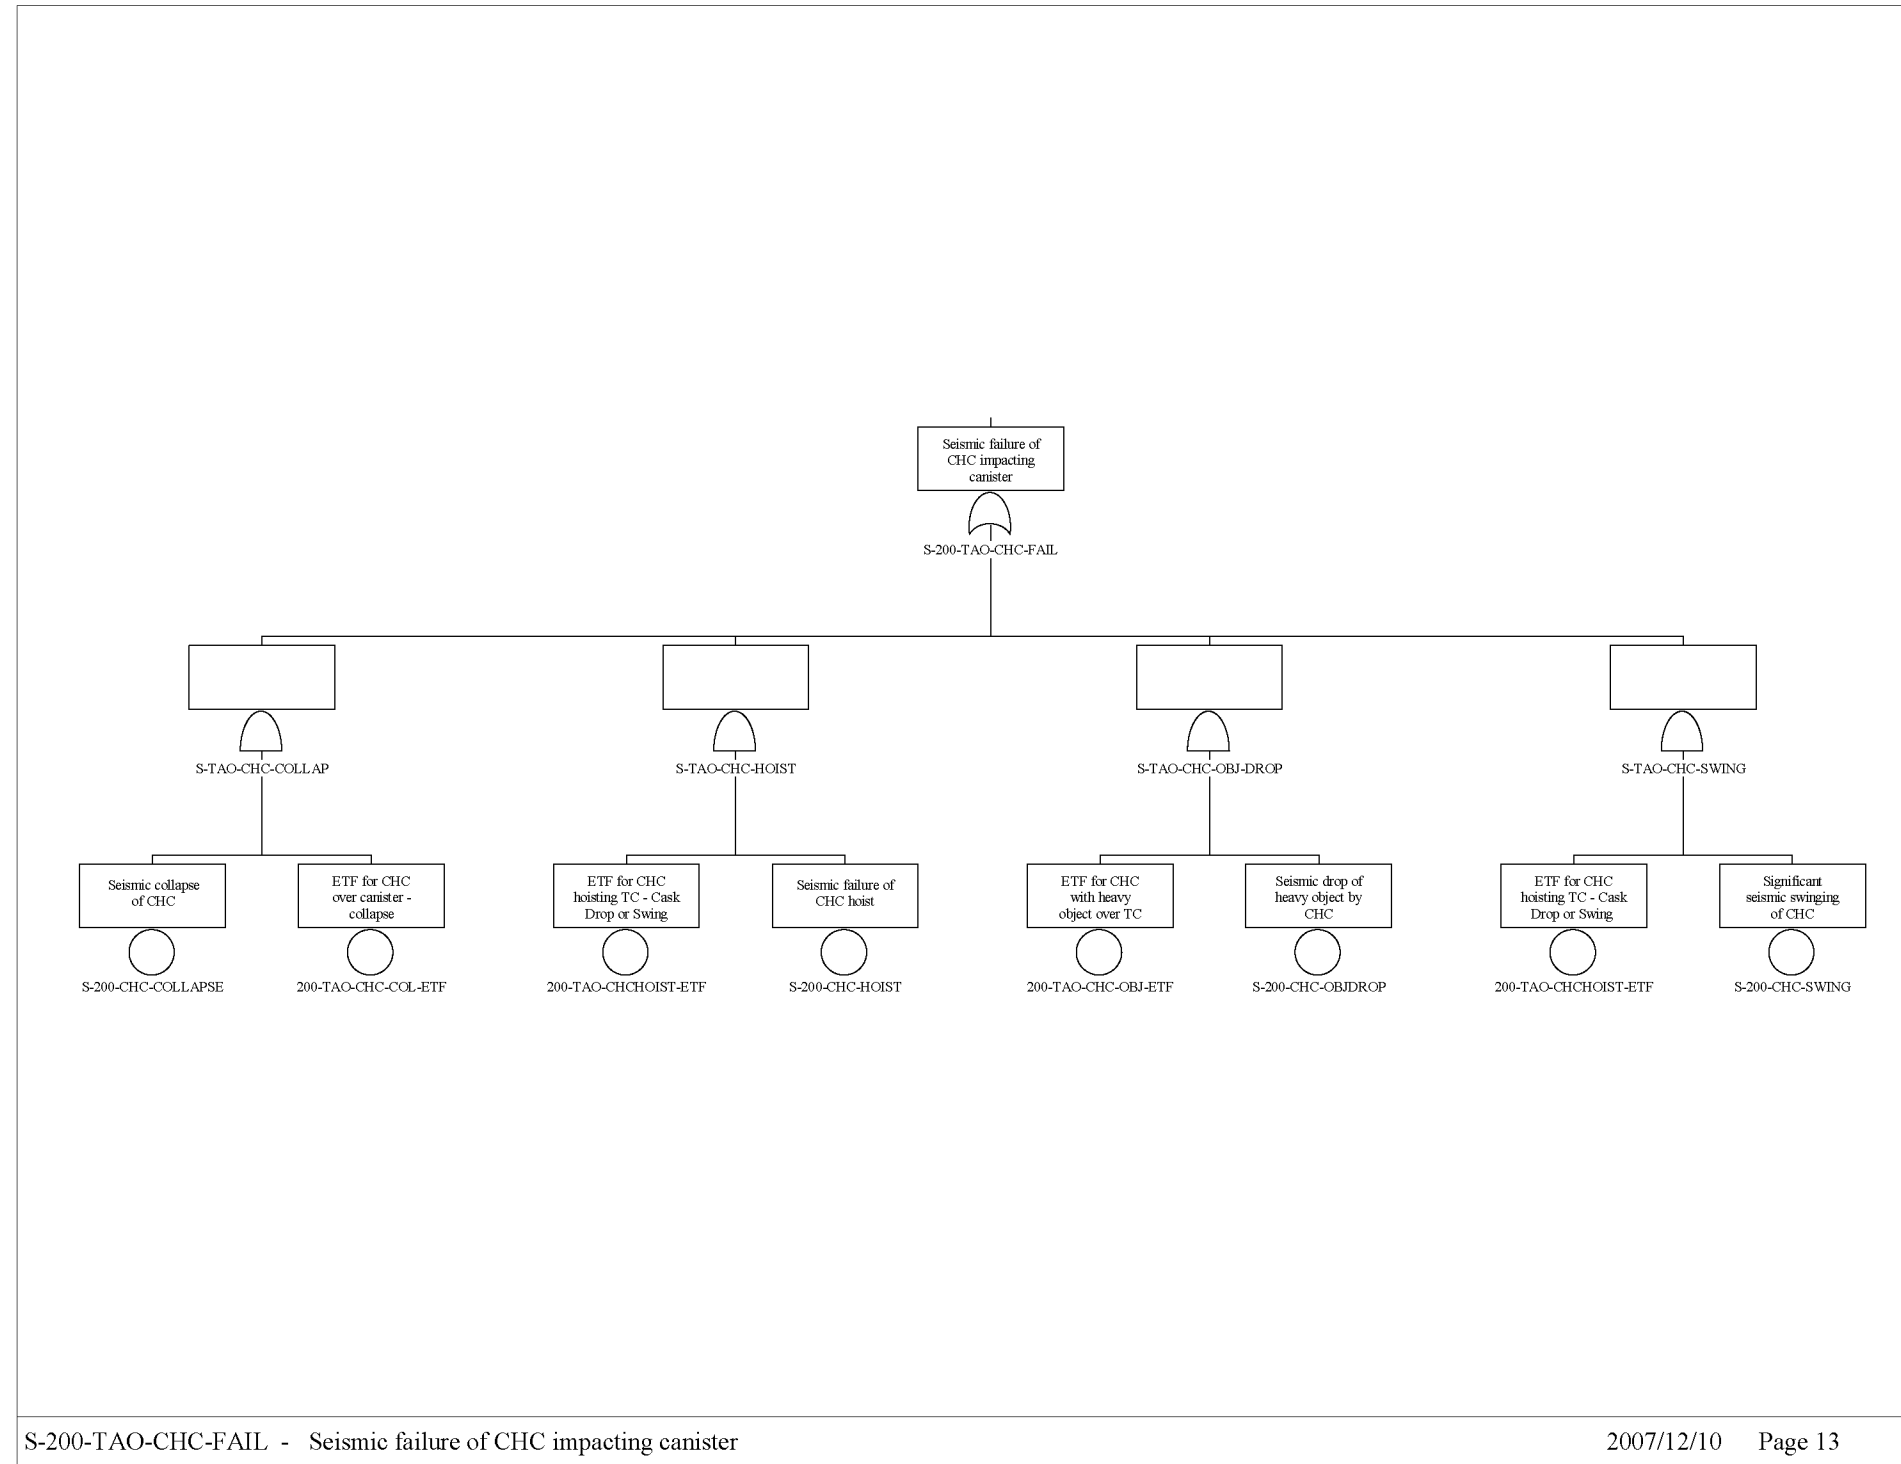 Seismic failure of
CHC impacting
canister
S-200-TAO-CHC-FAIL
S-TAO-CHC-COLLAP
S-TAO-CHC-HOIST
S-TAO-CHC-OBJ-DROP
S-TAO-CHC-SWING
Seismic collapse
of CHC
S-200-CHC-COLLAPSE
ETF for CHC
over canister -
collapse
200-TAO-CHC-COL-ETF
ETF for CHC
hoisting TC - Cask
Drop or Swing
200-TAO-CHCHOIST-ETF
Seismic failure of
CHC hoist
S-200-CHC-HOIST
ETF for CHC
with heavy
object over TC
200-TAO-CHC-OBJ-ETF
Seismic drop of
heavy object by
CHC
S-200-CHC-OBJDROP
ETF for CHC
hoisting TC - Cask
Drop or Swing
200-TAO-CHCHOIST-ETF
Significant
seismic swinging
of CHC
S-200-CHC-SWING
S-200-TAO-CHC-FAIL - Seismic failure of CHC impacting canister
2007/12/10 Page 13